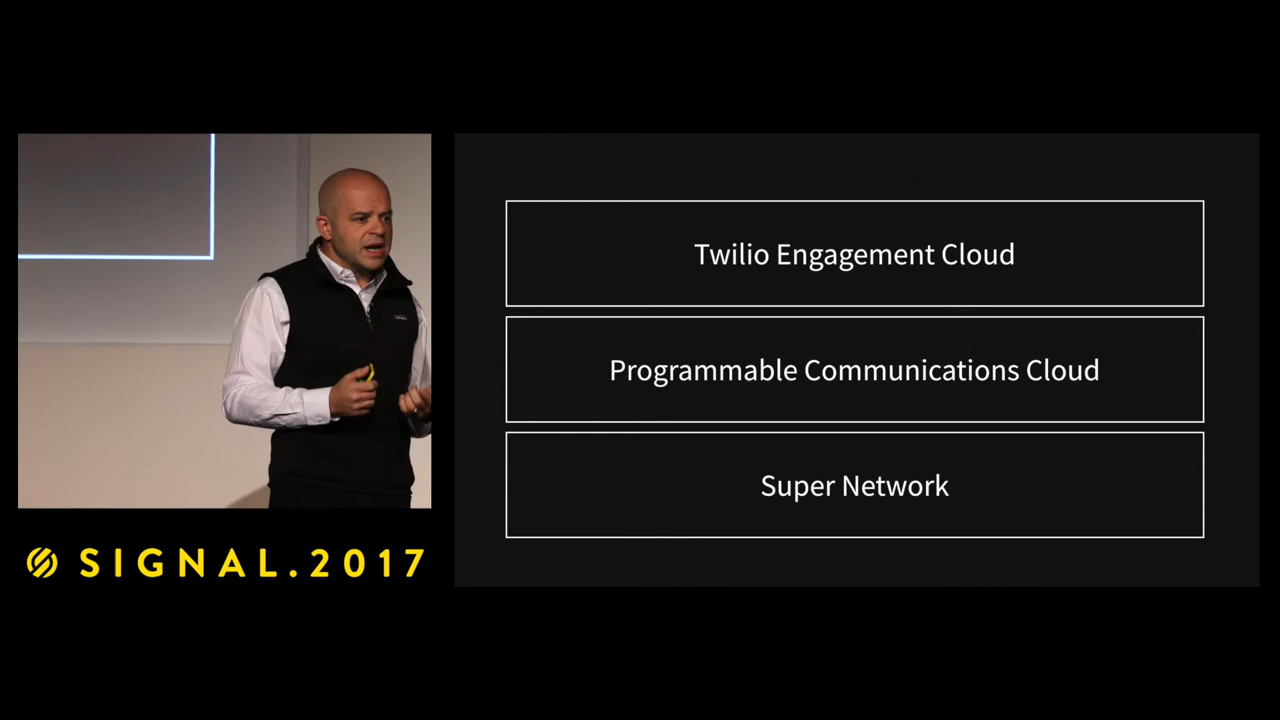 Twilio Engagement Cloud
Programmable Communications Cloud
Super Network
SIGNAL.2017